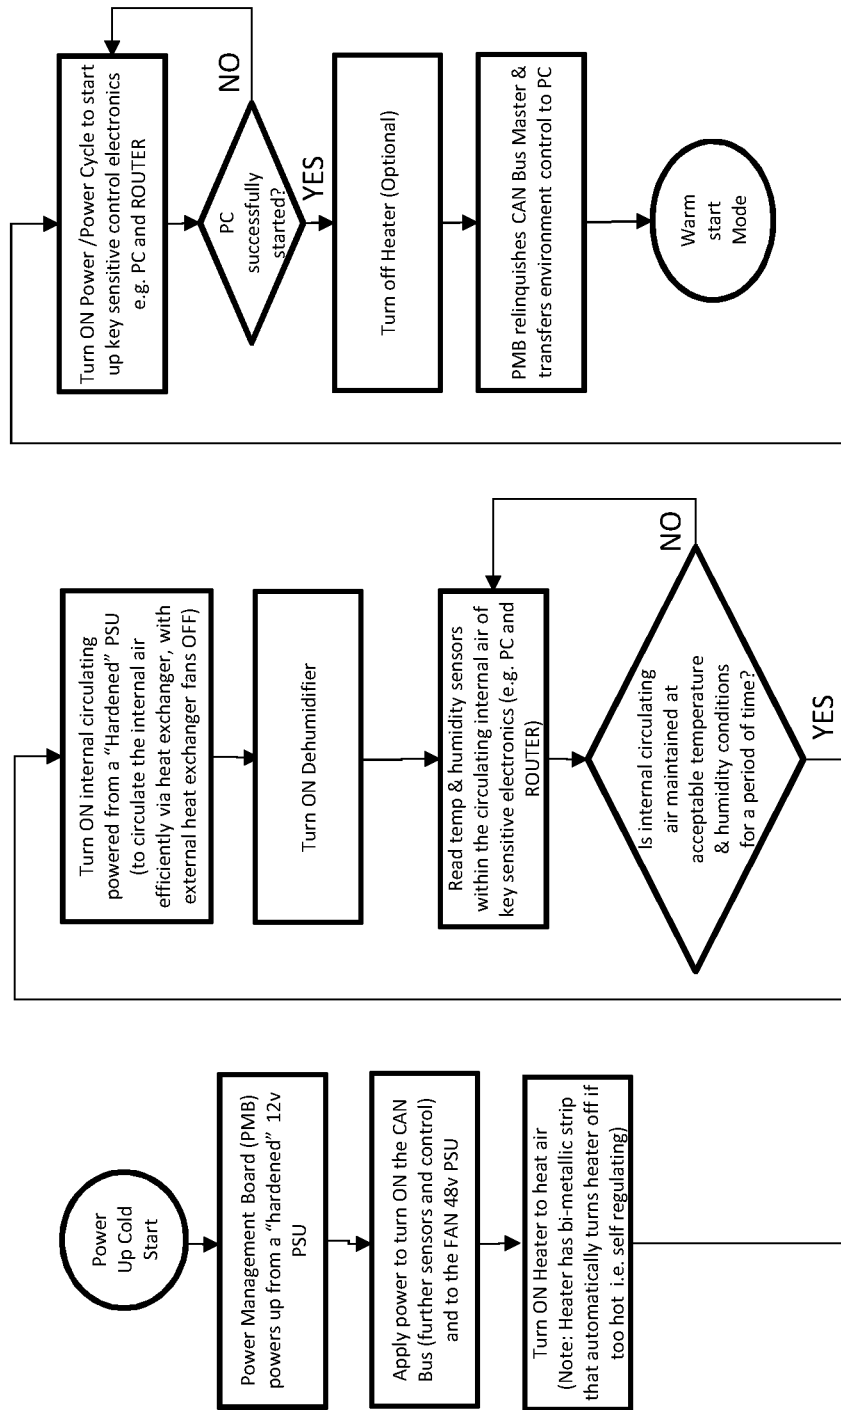 Power
Up Cold
Start
Power Management Board (PMB)
powers up from a “hardened” 12v
PSU
Apply power to turn ON the CAN
Bus (further sensors and control)
and to the FAN 48v PSU
Turn ON Heater to heat air
(Note: Heater has bi-metallic strip
that automatically turns heater off if
too hot i.e. self regulating)
Turn ON internal circulating
powered from a “Hardened” PSU
(to circulate the internal air
efficiently via heat exchanger, with
external heat exchanger fans OFF)
Turn ON Dehumidifier
Read temp & humidity sensors
within the circulating internal air of
key sensitive electronics (e.g. PC and
ROUTER)
Is internal circulating
air maintained at
acceptable temperature
& humidity conditions
for a period of time?
NO
YES
Turn ON Power /Power Cycle to start
up key sensitive control electronics
e.g. PC and ROUTER
PC
successfully
started?
NO
YES
Turn off Heater (Optional)
PMB relinquishes CAN Bus Master &
transfers environment control to PC
Warm
start
Mode